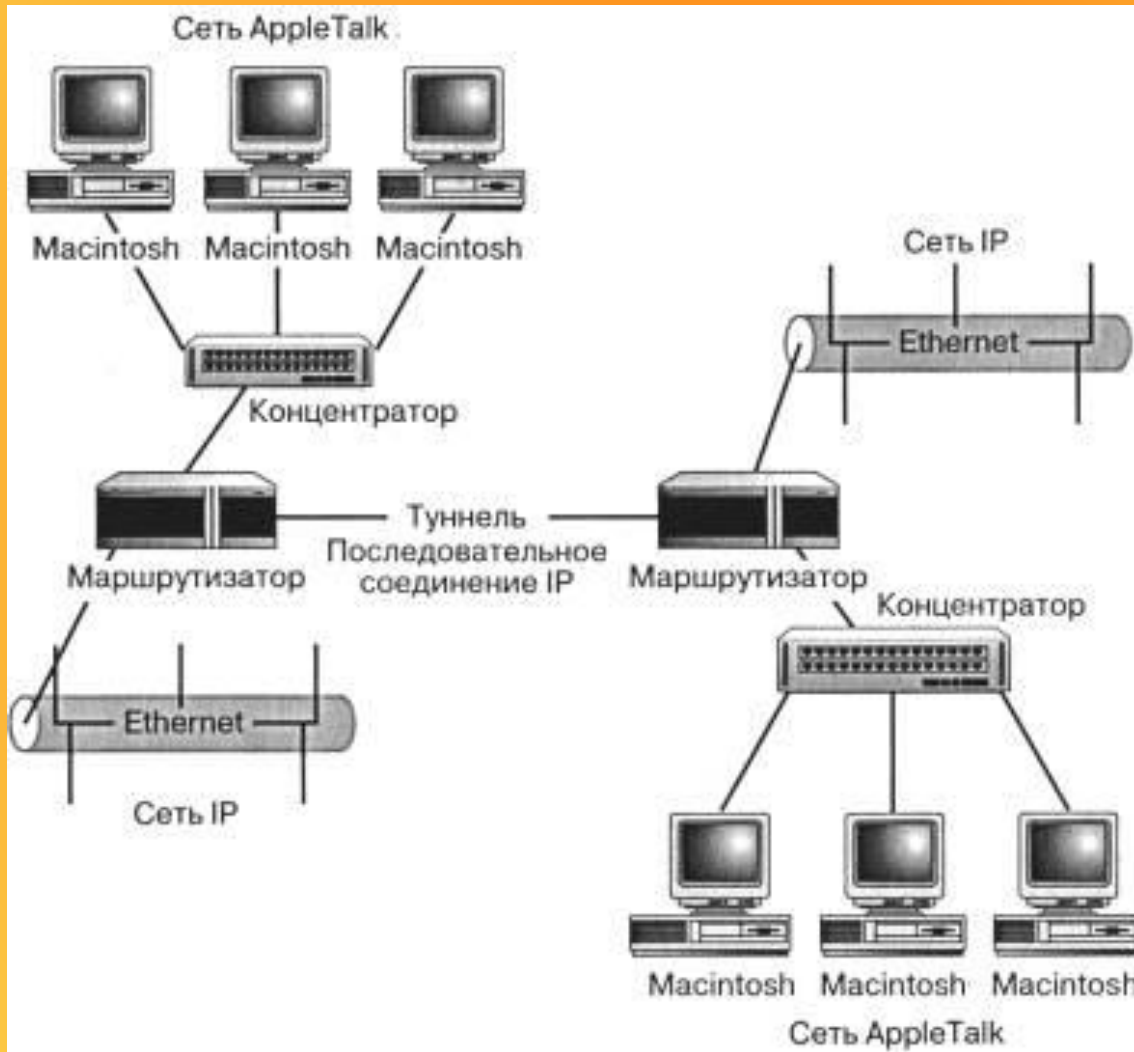 Сеть AppleTalk
Macintosh Macintosh Macintosh
Концентратор
Сеть IP
Ethernet
Маршрутизатор
Туннель
Последовательное
соединение IP
Маршрутизатор
Концентратор
Ethernet
Сеть IP
Macintosh Macintosh Macintosh
Сеть AppleTalk